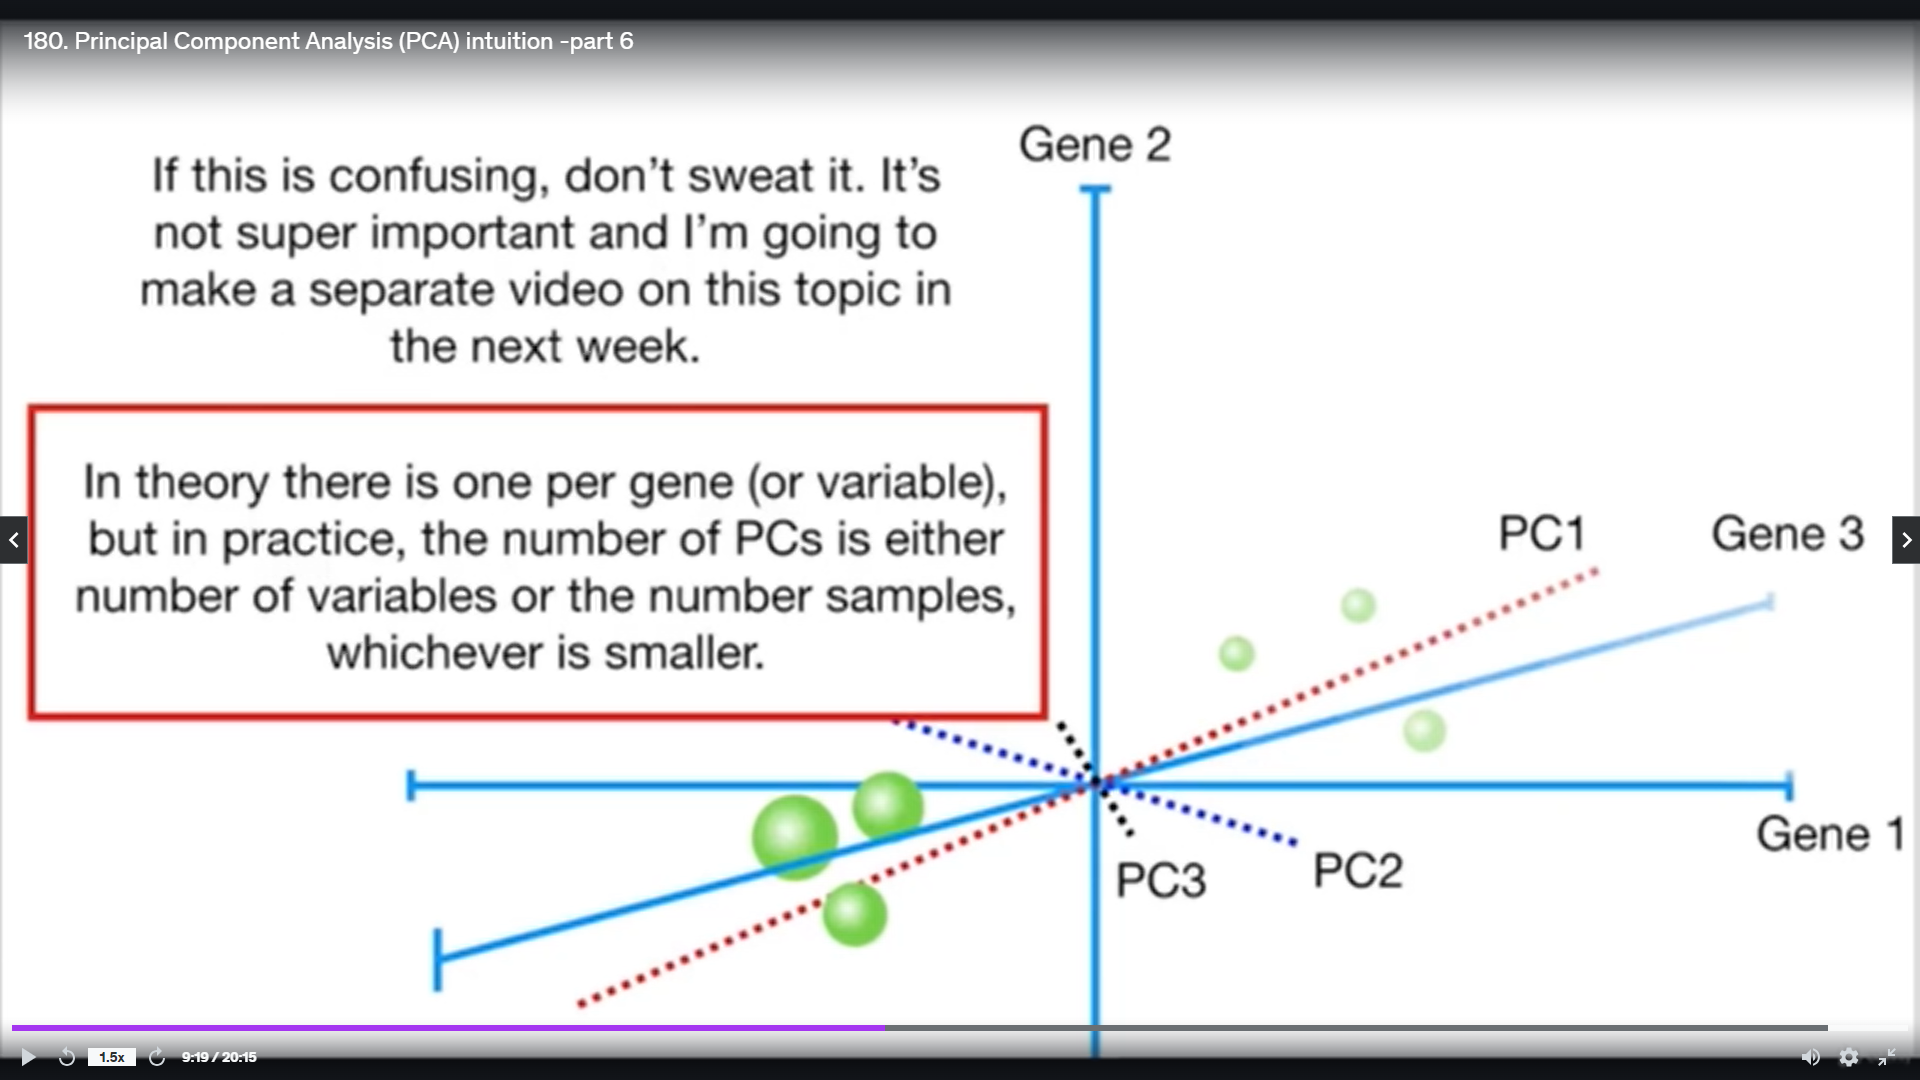 180. Principal Component Analysis (PCA) intuition -part 6
Gene 2
If this is confusing, don't sweat it. It's
not super important and I'm going to
make a separate video on this topic in
the next week.
In theory there is one per gene (or variable),
but in practice, the number of PCs is either
number of variables or the number samples,
whichever is smaller.
PC1
Gene 3
Gene 1
PC3
PC2
1.5x
9:19 / 20:15